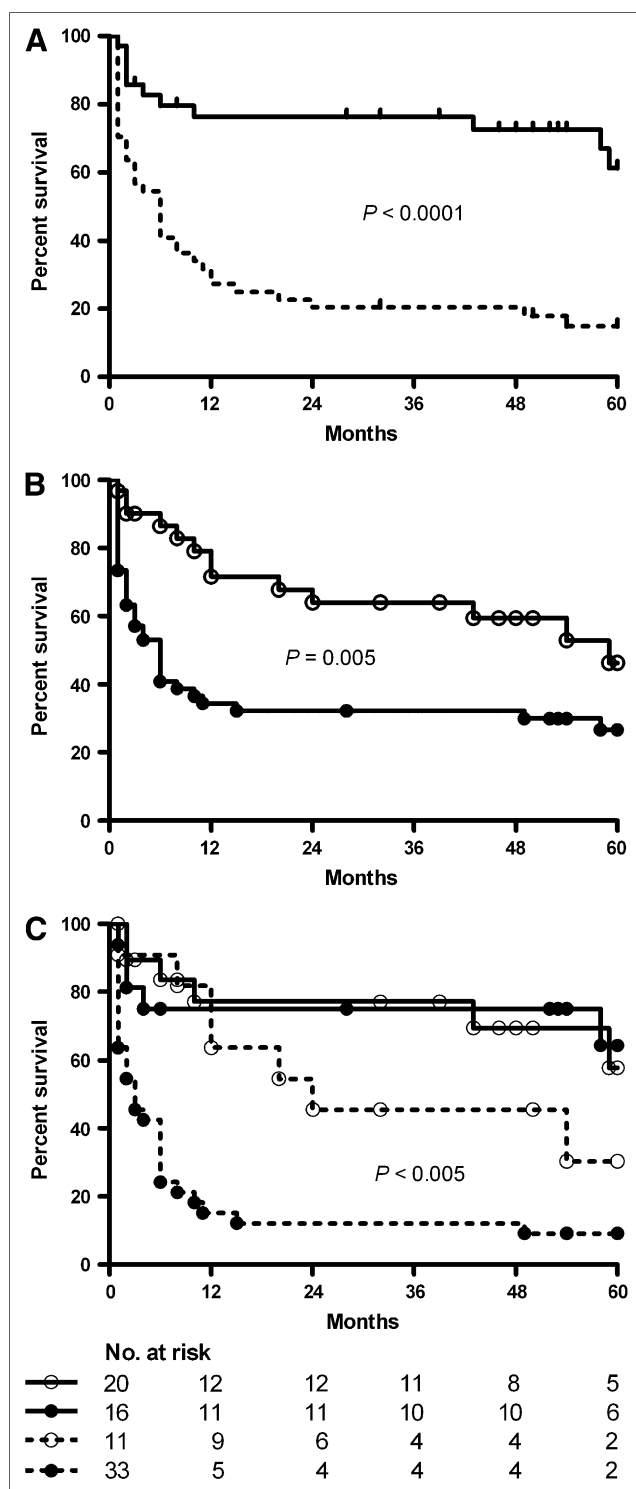 A
100
80
60
40
20
0
Percent survival
P < 0.0001
0 12 24 36 48 60
Months
B
100
80
60
40
20
0
Percent survival
P = 0.005
0 12 24 36 48 60
Months
C
100
80
60
40
20
0
Percent survival
P < 0.005
0 12 24 36 48 60
Months
No. at risk
20 12 12 11 8 5
16 11 11 10 10 6
11 9 6 4 4 2
33 5 4 4 4 2